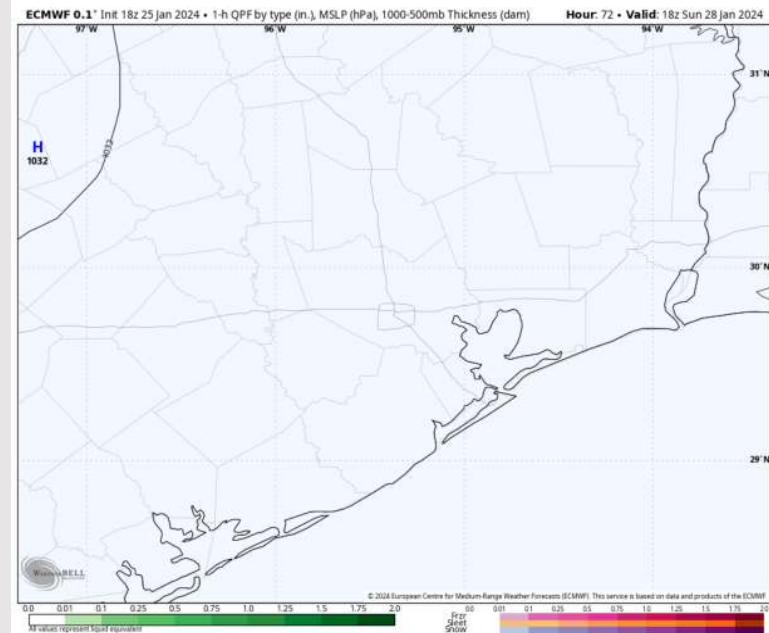 ECMWF 0.1° Init 18z 25 Jan 2024 • 1-h QPF by type (in.), MSLP (hPa), 1000-500mb Thickness (dam) Hour: 72 • Valid: 18z Sun 28 Jan 2024
97°W 96°W 95°W 94°W
31°N
1032
H
1032
30°N
29°N
WeatherBELL
© 2024 European Centre for Medium-Range Weather Forecasts (ECMWF). This service is based on data and products of the ECMWF
0.0 0.01 0.1 0.25 0.5 0.75 1.0 1.25 1.5 1.75 2.0
0.0 0.01 0.1 0.25 0.5 0.75 1.0 1.25 1.5 1.75 2.0
Frzr
Sleet
Snow
All values represent liquid equivalent